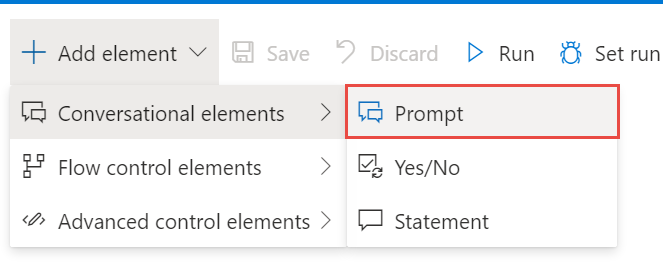 Add element Save Discard Run Set run
Conversational elements Prompt
Flow control elements Yes/No
Advanced control elements Statement